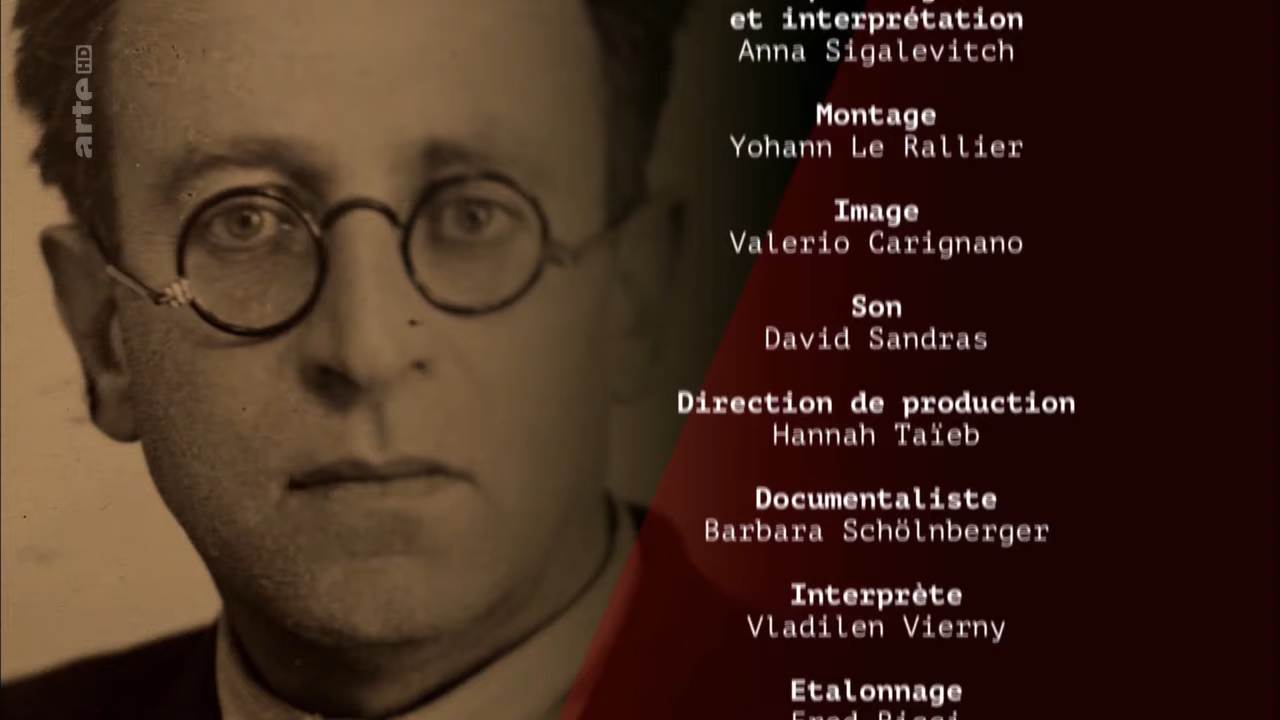 arte HD
et interprétation
Anna Sigalevitch
Montage
Yohann Le Rallier
Image
Valerio Carignano
Son
David Sandras
Direction de production
Hannah Taïeb
Documentaliste
Barbara Schölnberger
Interprète
Vladilen Vierny
Etalonnage